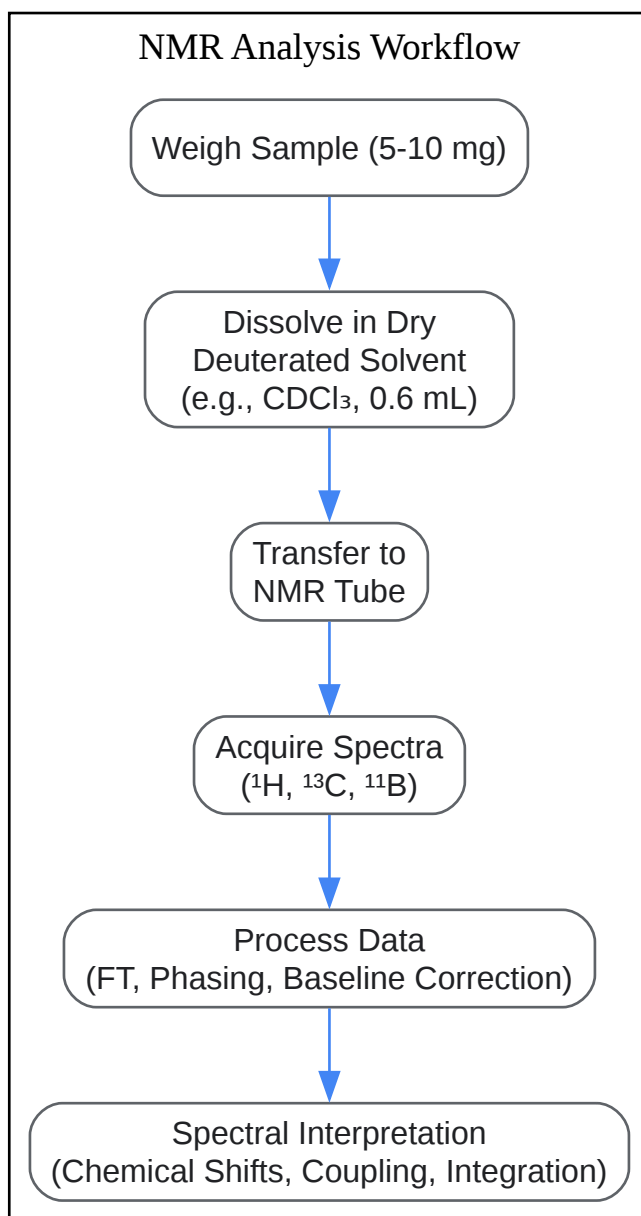 NMR Analysis Workflow
Weigh Sample (5-10 mg)
Dissolve in Dry
Deuterated Solvent
(e.g., CDCl₃, 0.6 mL)
Transfer to
NMR Tube
Acquire Spectra
(¹H, ¹³C, ¹¹B)
Process Data
(FT, Phasing, Baseline Correction)
Spectral Interpretation
(Chemical Shifts, Coupling, Integration)